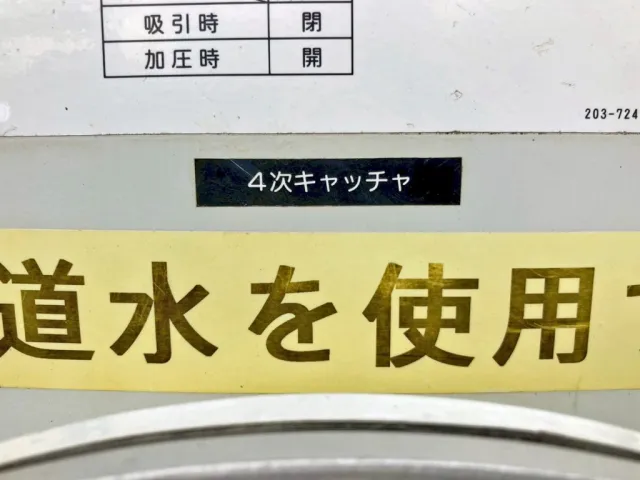 吸引時 閉
加圧時 開
203-724
4次キャッチャ
道水を使用